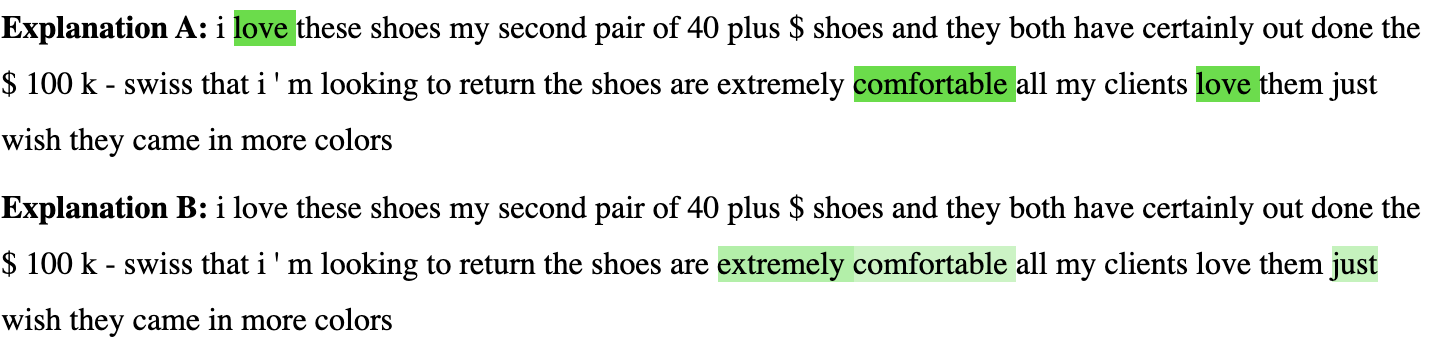 Explanation A: i love these shoes my second pair of 40 plus $ shoes and they both have certainly out done the
$ 100 k - swiss that i ' m looking to return the shoes are extremely comfortable all my clients love them just
wish they came in more colors
Explanation B: i love these shoes my second pair of 40 plus $ shoes and they both have certainly out done the
$ 100 k - swiss that i ' m looking to return the shoes are extremely comfortable all my clients love them just
wish they came in more colors